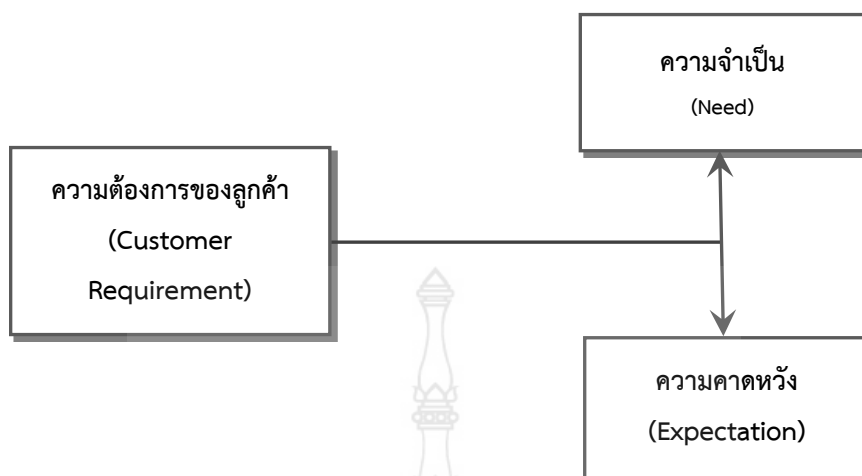 ความจำเป็น
(Need)
ความต้องการของลูกค้า
(Customer
Requirement)
ความคาดหวัง
(Expectation)